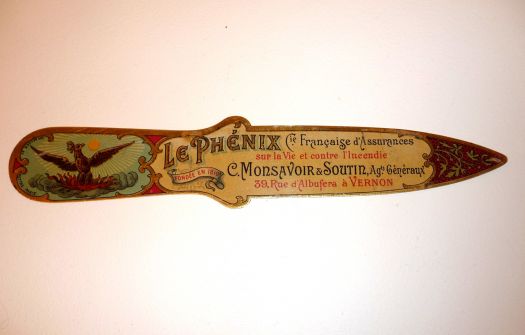 LE PHÉNIX Cie Française d'Assurances
sur la Vie et contre l'Incendie
FONDÉE EN 1819
C. MONSAVOIR & SOUTIN, Agts Généraux
39, Rue d'Albufera à VERNON